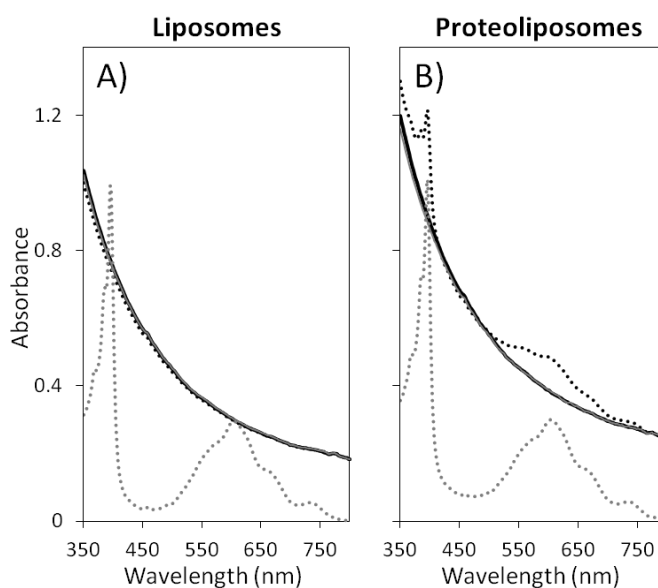 Liposomes
Proteoliposomes
A)
B)
1.2
0.8
0.4
0
Absorbance
350 450 550 650 750
350 450 550 650 750
Wavelength (nm)
Wavelength (nm)